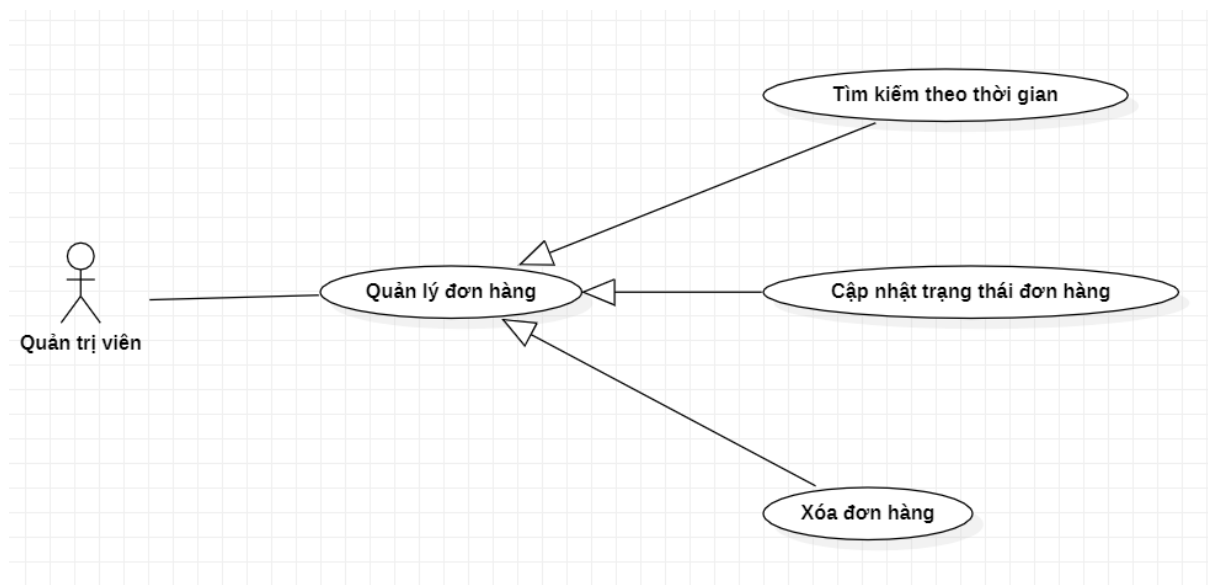 Tìm kiếm theo thời gian
Quản lý đơn hàng
Cập nhật trạng thái đơn hàng
Quản trị viên
Xóa đơn hàng